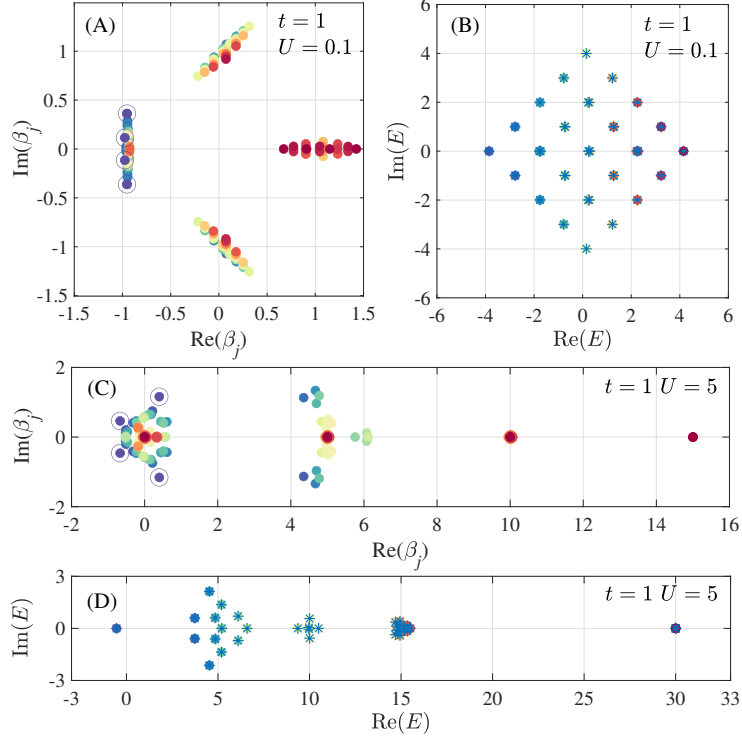 (A)
t = 1
U = 0.1
1
0.5
0
-0.5
-1
-1.5
Im(β_j)
-1.5 -1 -0.5 0 0.5 1 1.5
Re(β_j)
(B)
t = 1
U = 0.1
6
4
2
0
-2
-4
-6
Im(E)
-6 -4 -2 0 2 4 6
Re(E)
(C)
t = 1 U = 5
2
0
-2
Im(β_j)
-2 0 2 4 6 8 10 12 14 16
Re(β_j)
(D)
t = 1 U = 5
3
0
-3
Im(E)
-3 0 5 10 15 20 25 30 33
Re(E)